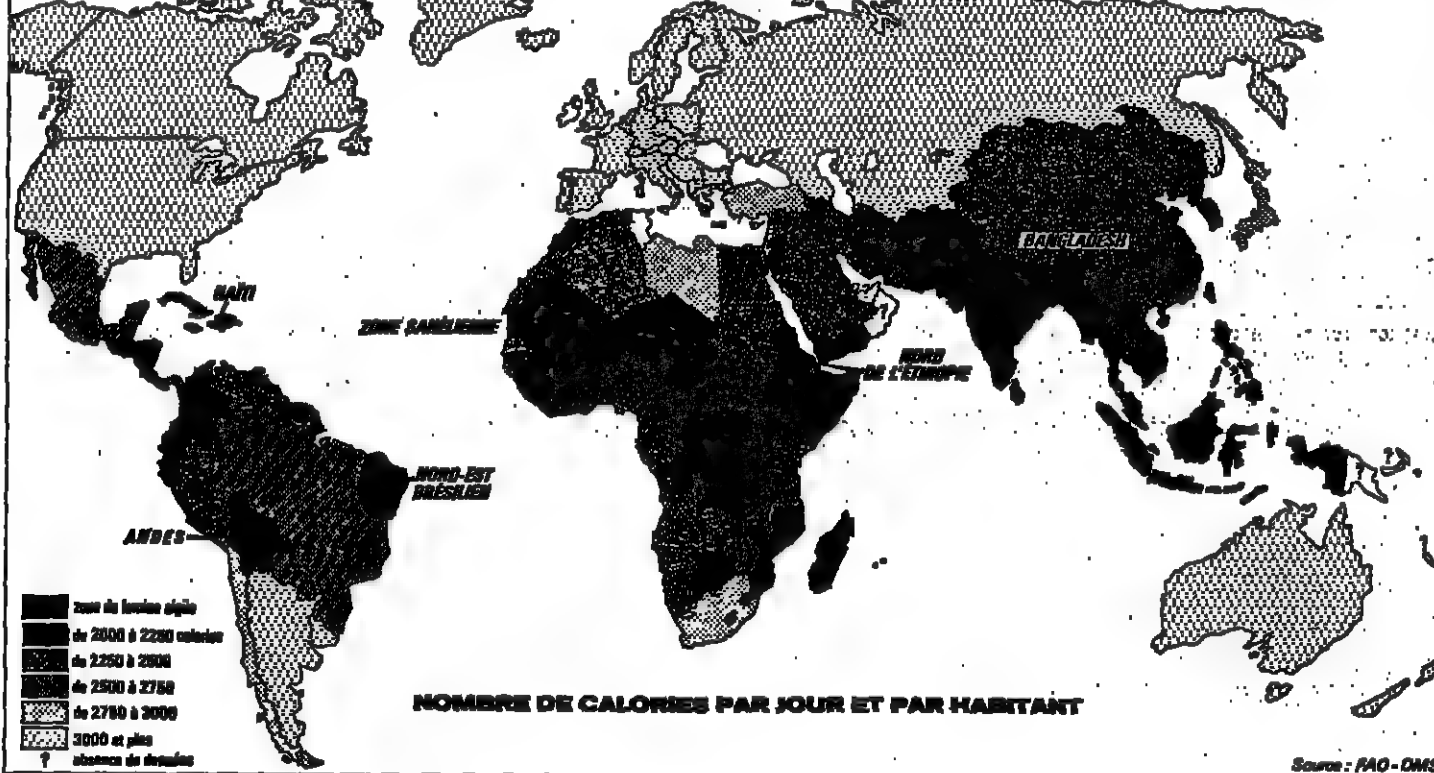 BANGLADESH
HAÏTI
ZONE SAHÉLIENNE
NORD
DE L'ÉTHIOPIE
NORD-EST
BRÉSILIEN
ANDES
zone de famine aiguë
de 2000 à 2250 calories
de 2250 à 2500
de 2500 à 2750
de 2750 à 3000
3000 et plus
? absence de données
NOMBRE DE CALORIES PAR JOUR ET PAR HABITANT
Source : FAO - OMS